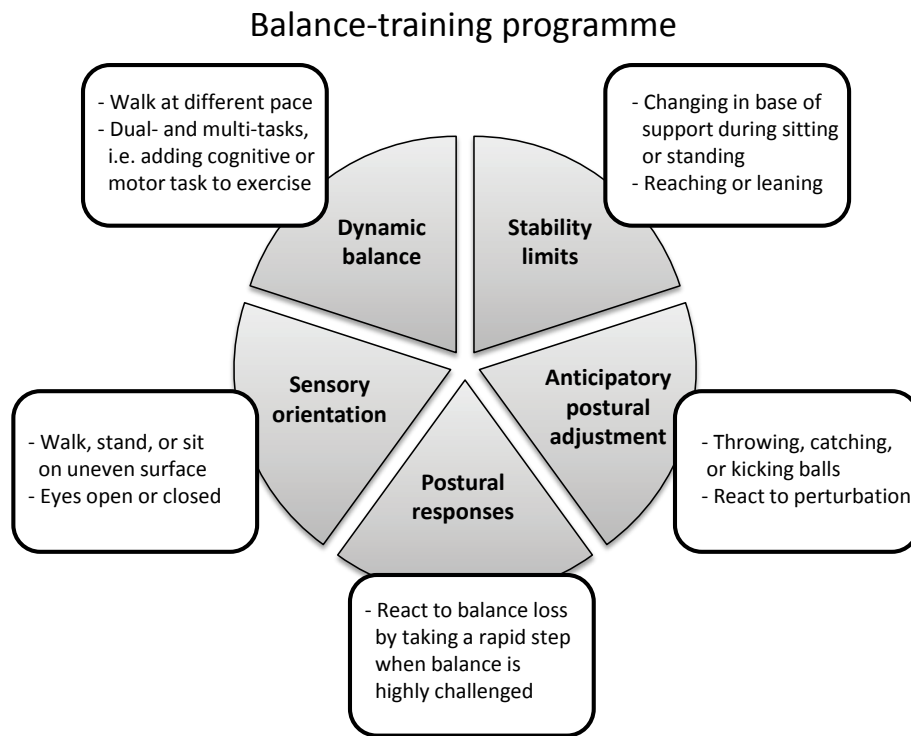 Balance-training programme
- Walk at different pace
- Dual- and multi-tasks,
i.e. adding cognitive or
motor task to exercise
- Changing in base of
support during sitting
or standing
- Reaching or leaning
Dynamic
balance
Stability
limits
Sensory
orientation
Anticipatory
postural
adjustment
Postural
responses
- Walk, stand, or sit
on uneven surface
- Eyes open or closed
- Throwing, catching,
or kicking balls
- React to perturbation
- React to balance loss
by taking a rapid step
when balance is
highly challenged